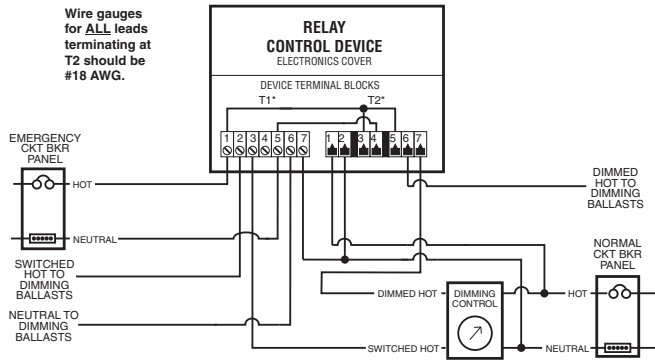 Wire gauges
for ALL leads
terminating at
T2 should be
#18 AWG.
RELAY
CONTROL DEVICE
ELECTRONICS COVER
DEVICE TERMINAL BLOCKS
T1* T2*
1 2 3 4 5 6 7 1 2 3 4 5 6 7
EMERGENCY
CKT BKR
PANEL
HOT
NEUTRAL
SWITCHED
HOT TO
DIMMING
BALLASTS
NEUTRAL TO
DIMMING
BALLASTS
DIMMED
HOT TO
DIMMING
BALLASTS
NORMAL
CKT BKR
PANEL
DIMMED HOT
DIMMING
CONTROL
HOT
SWITCHED HOT
NEUTRAL